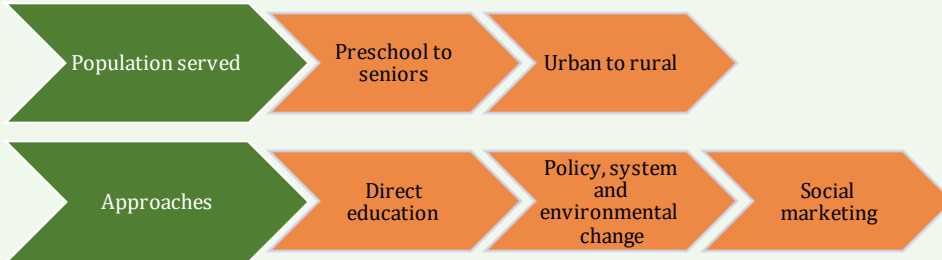 Population served
Preschool to
seniors
Urban to rural
Approaches
Direct
education
Policy, system
and
environmental
change
Social
marketing